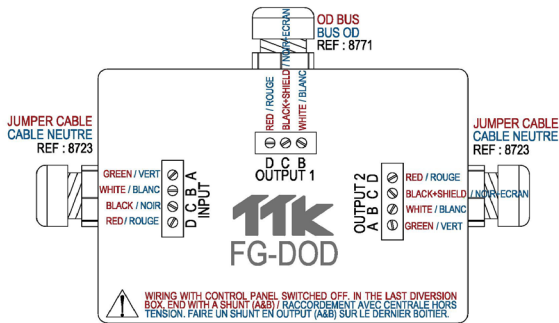 OD BUS
BUS OD
REF : 8771
RED / ROUGE
BLACK+SHIELD / NOIR+ECRAN
WHITE / BLANC
D C B
OUTPUT 1
JUMPER CABLE
CABLE NEUTRE
REF : 8723
GREEN / VERT
WHITE / BLANC
BLACK / NOIR
RED / ROUGE
D C B A
INPUT
JUMPER CABLE
CABLE NEUTRE
REF : 8723
OUTPUT 2
A B C D
RED / ROUGE
BLACK+SHIELD / NOIR+ECRAN
WHITE / BLANC
GREEN / VERT
TTK
FG-DOD
WIRING WITH CONTROL PANEL SWITCHED OFF. IN THE LAST DIVERSION
BOX, END WITH A SHUNT (A&B) / RACCORDEMENT AVEC CENTRALE HORS
TENSION. FAIRE UN SHUNT EN OUTPUT (A&B) SUR LE DERNIER BOITIER.